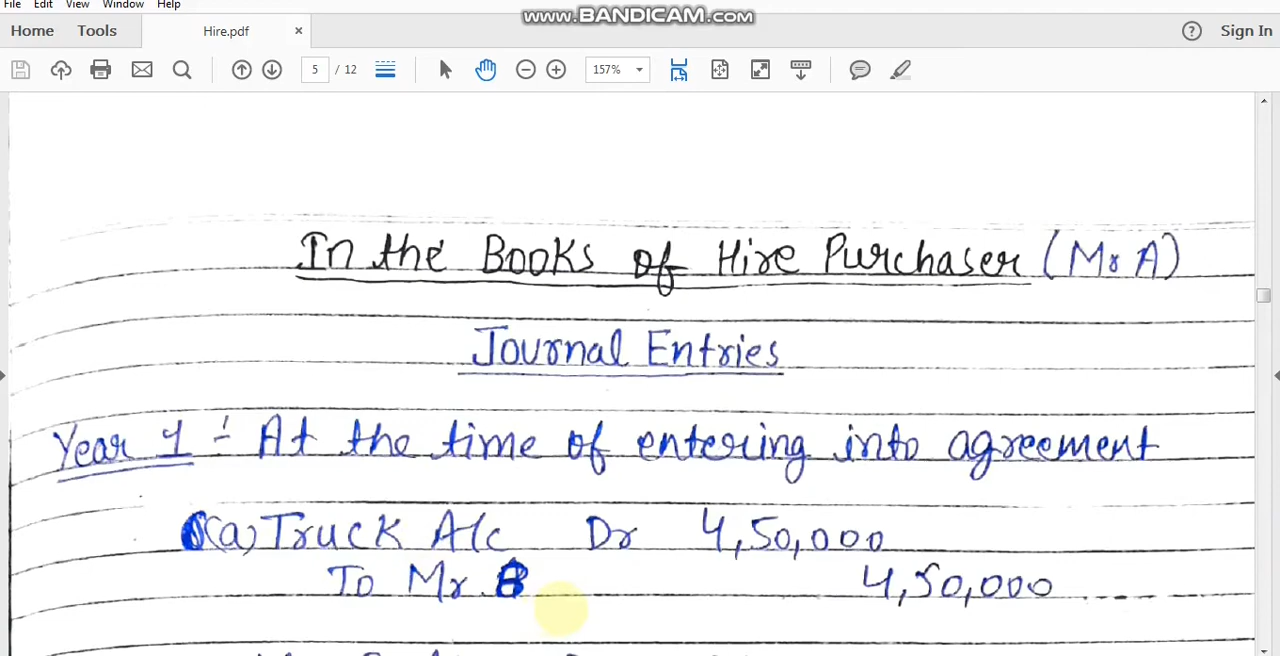 File Edit View Window Help
www.BANDICAM.com
Home Tools Hire.pdf × Sign In
5 / 12 157%
In the Books of Hire Purchaser (Mr A)
Journal Entries
Year 1 :- At the time of entering into agreement
(a) Truck A/c Dr 4,50,000
To Mr. B 4,50,000